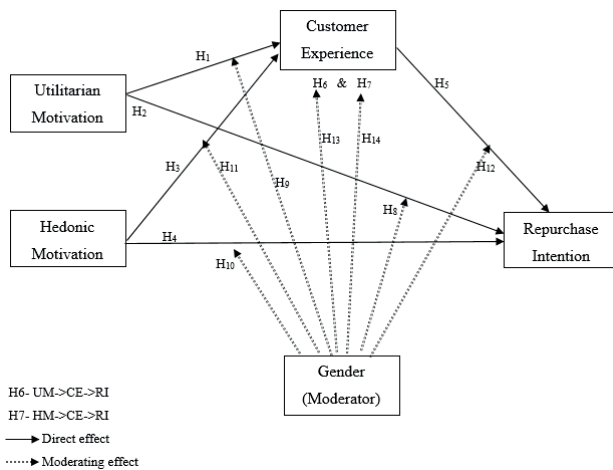 Customer
Experience
H1
H6 & H7
H5
Utilitarian
Motivation
H2
H13
H14
H3
H11
H12
H9
H8
Hedonic
Motivation
H4
Repurchase
Intention
H10
Gender
(Moderator)
H6- UM->CE->RI
H7- HM->CE->RI
Direct effect
Moderating effect